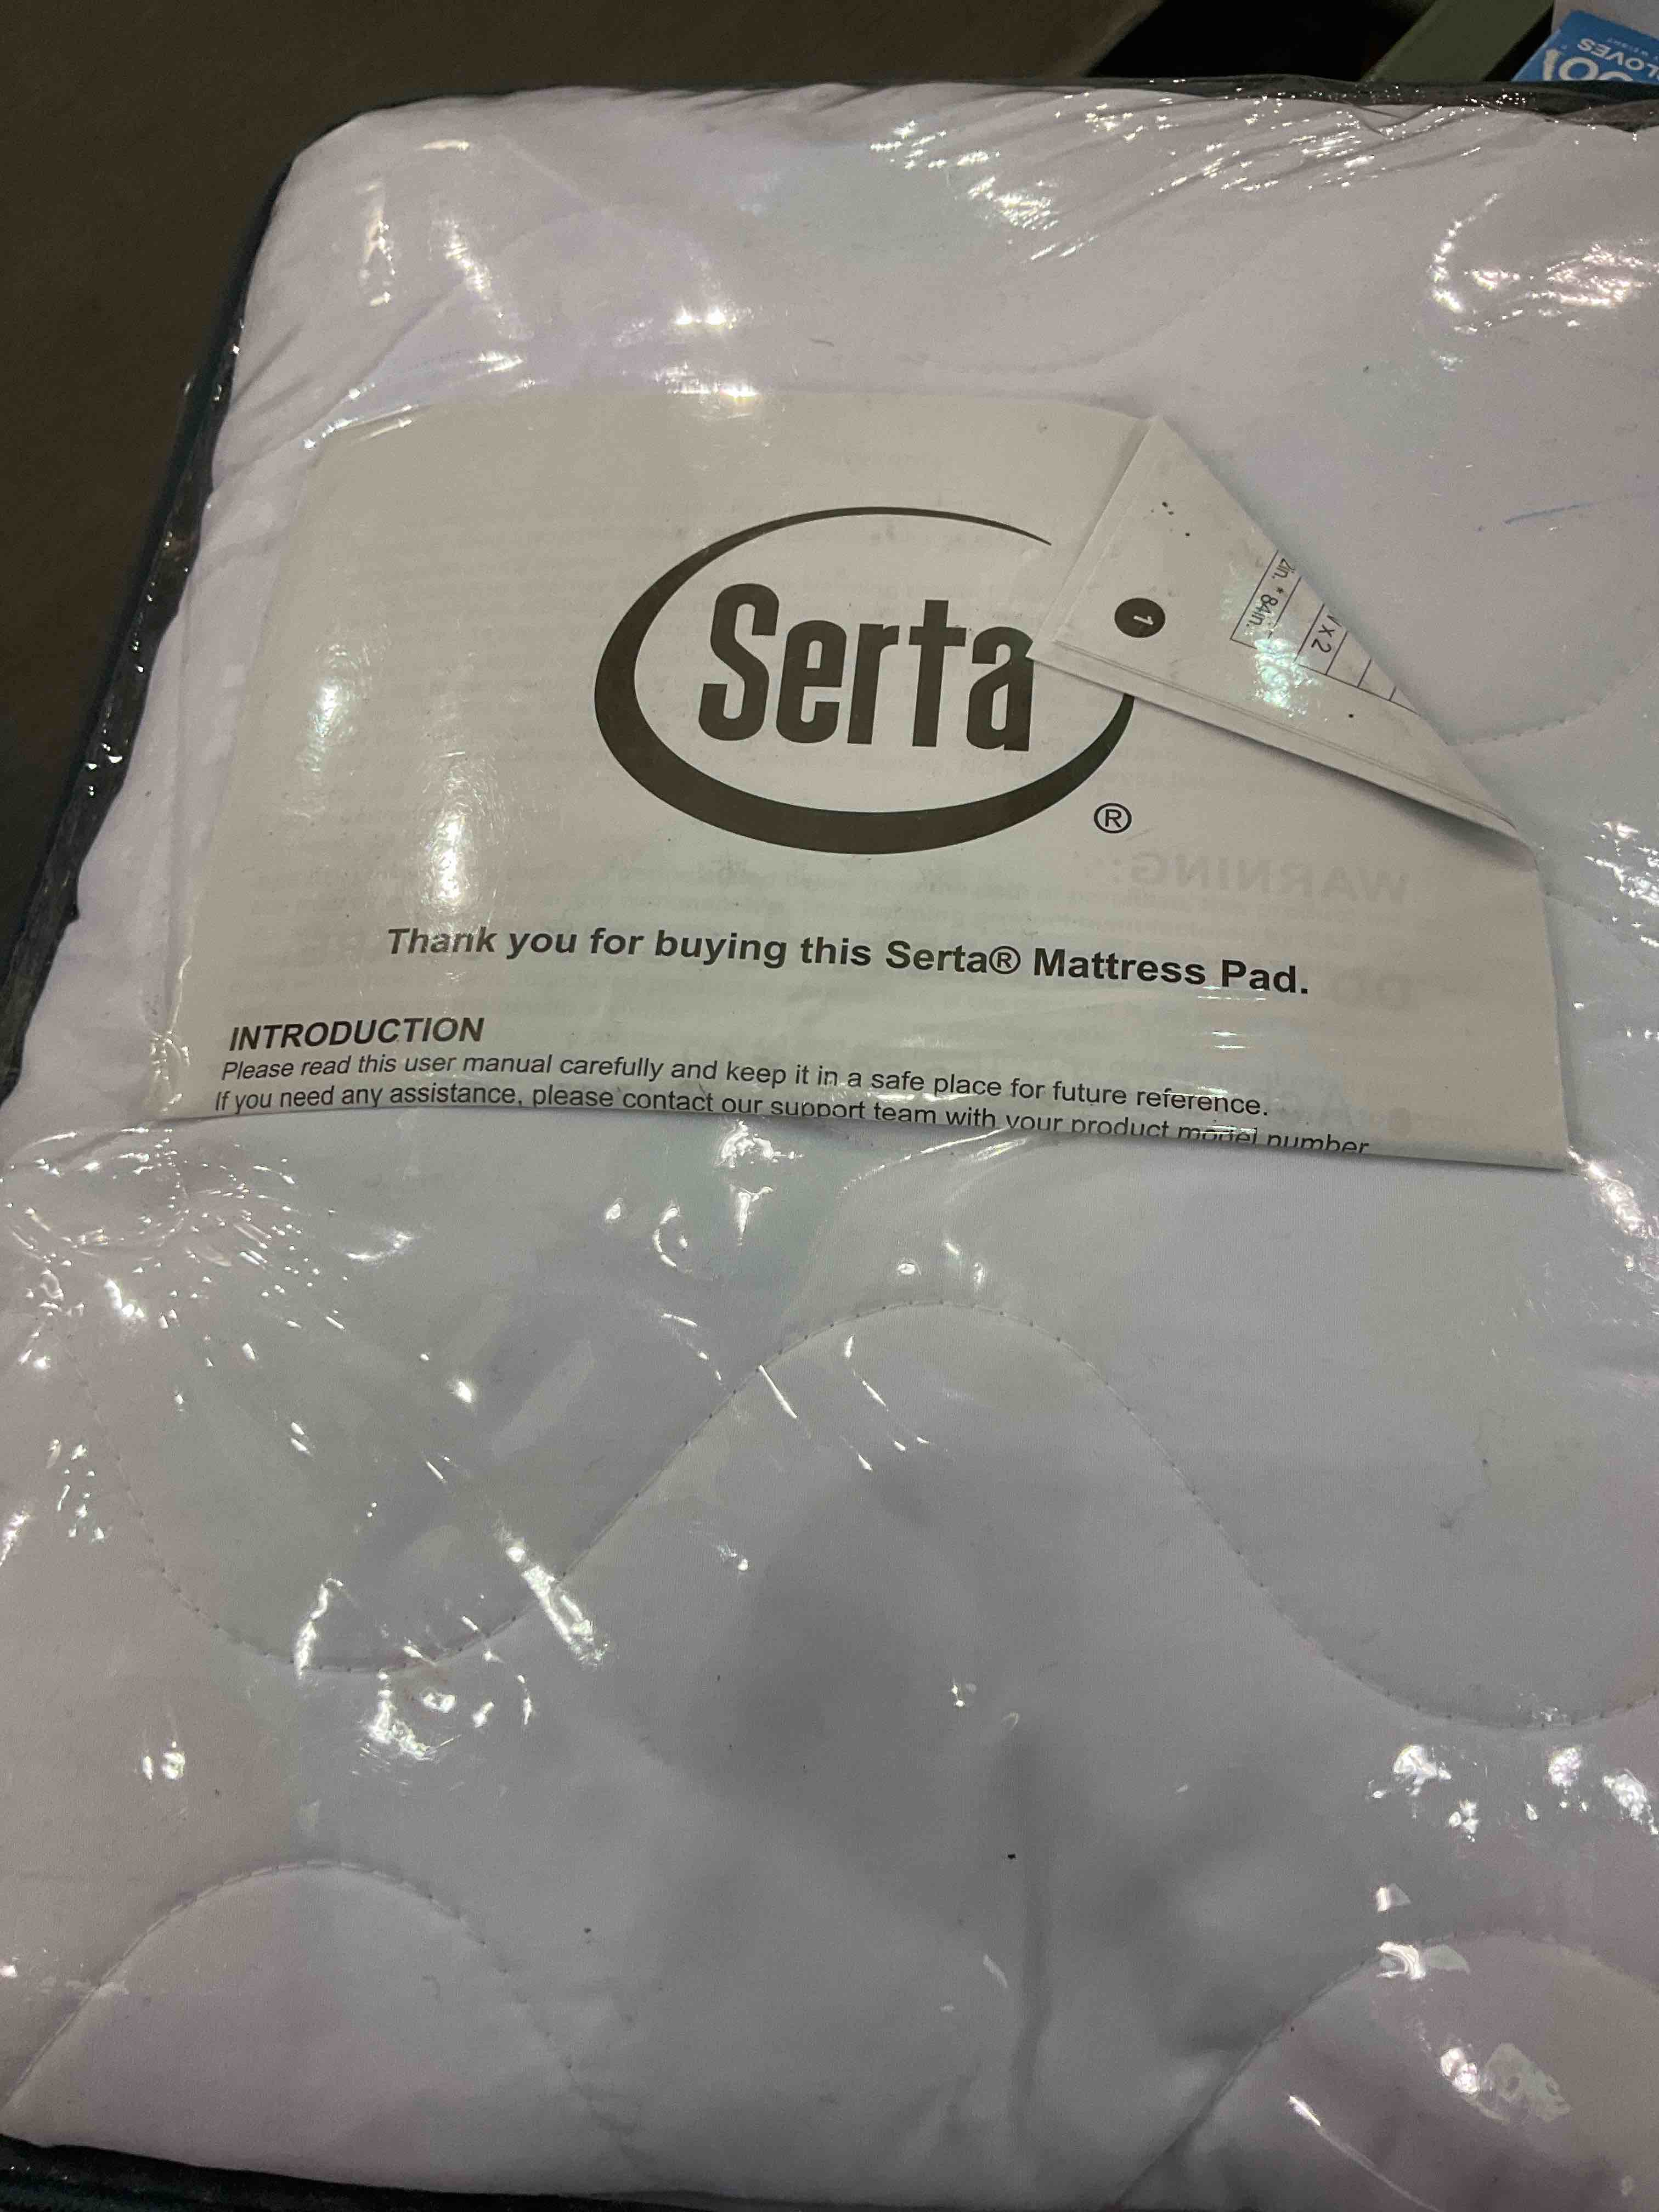 Serta
®
1
in. * 84in.
X 2
WARNING:
Thank you for buying this Serta® Mattress Pad.
INTRODUCTION
Please read this user manual carefully and keep it in a safe place for future reference.
If you need any assistance, please contact our support team with your product model number